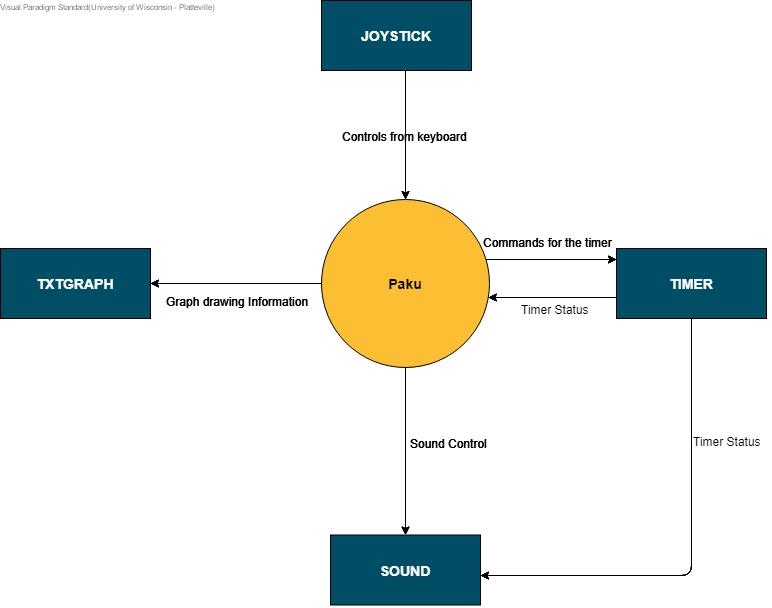 Visual Paradigm Standard(University of Wisconsin - Platteville)
JOYSTICK
Controls from keyboard
Commands for the timer
TXTGRAPH
Paku
TIMER
Graph drawing Information
Timer Status
Sound Control
Timer Status
SOUND